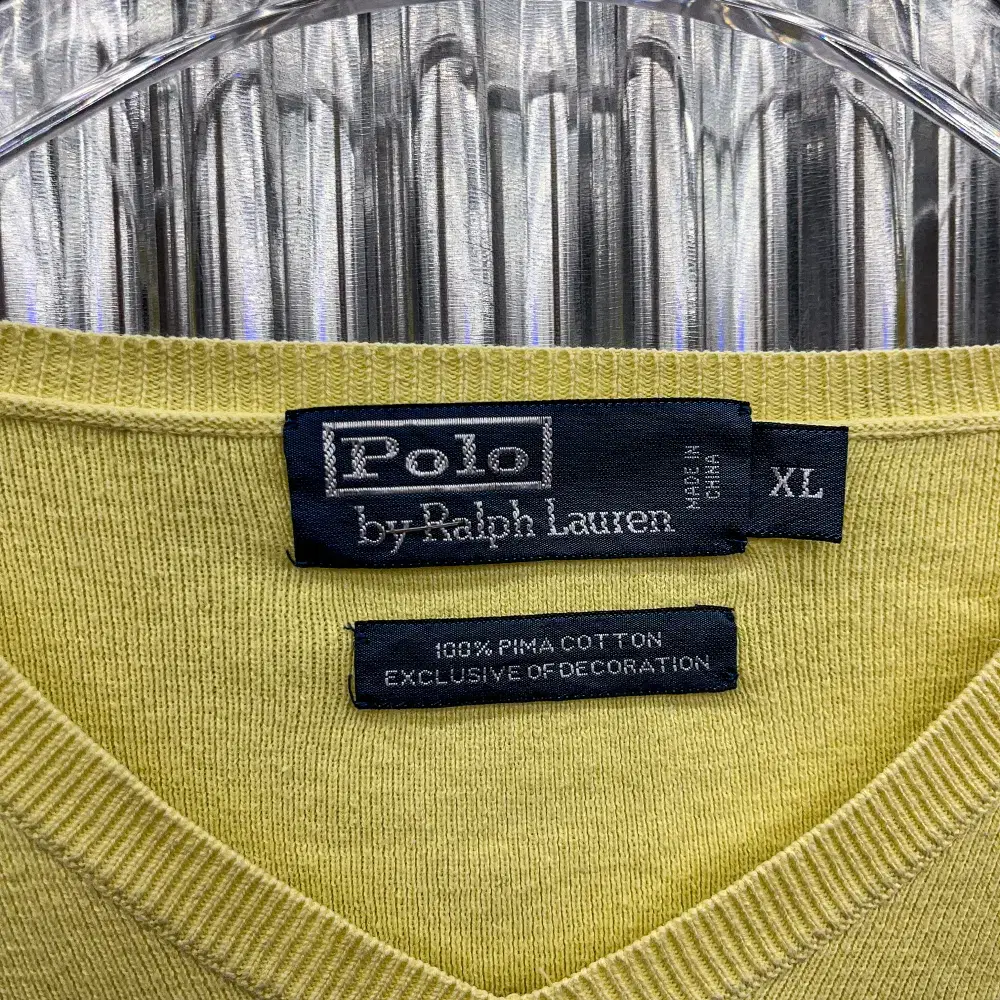 Polo
by Ralph Lauren
MADE IN
CHINA
XL
100% PIMA COTTON
EXCLUSIVE OF DECORATION